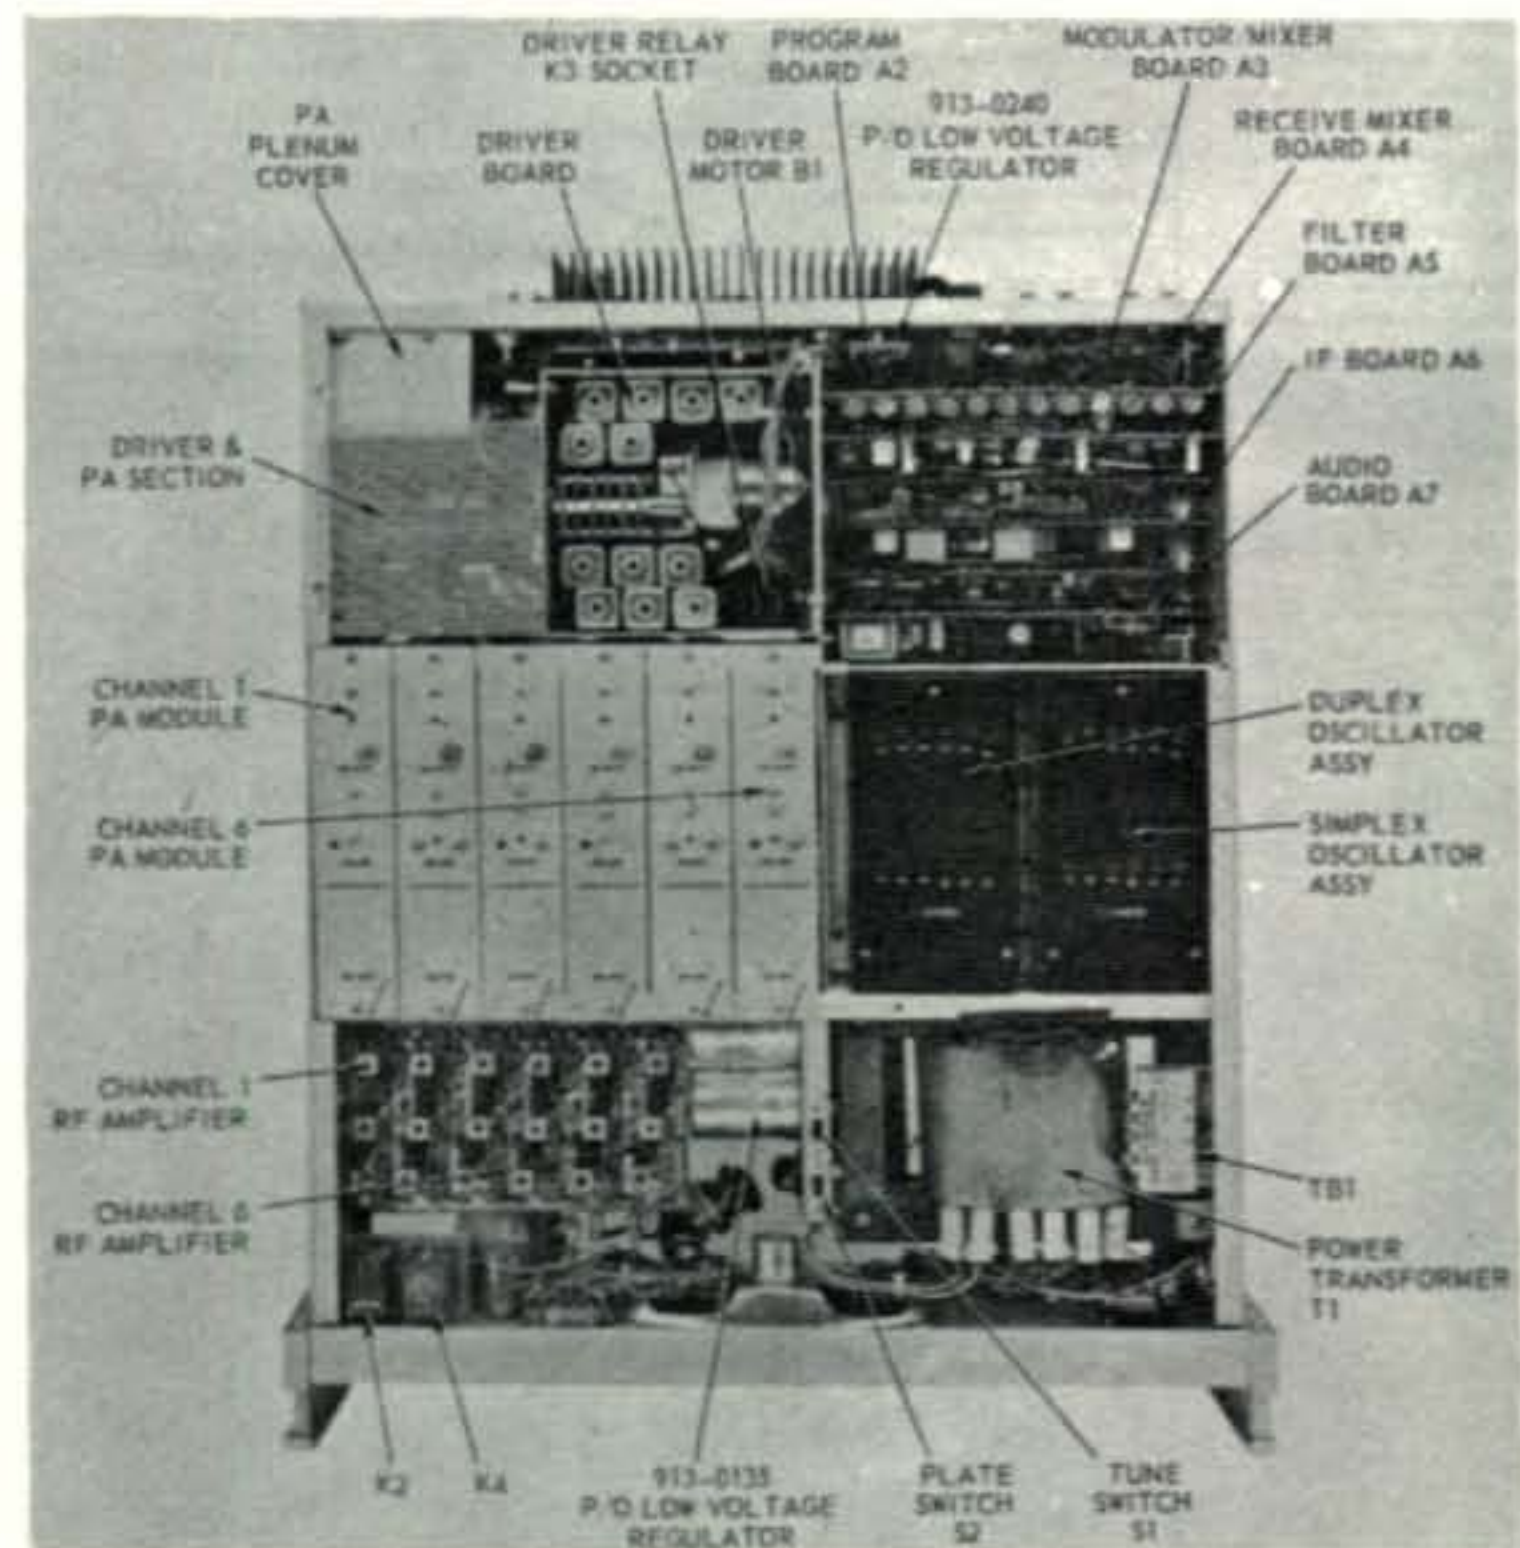 DRIVER RELAY
K3 SOCKET
PROGRAM
BOARD A2
MODULATOR/MIXER
BOARD A3
PA
PLENUM
COVER
DRIVER
BOARD
DRIVER
MOTOR B1
913-0240
P/O LOW VOLTAGE
REGULATOR
RECEIVE MIXER
BOARD A4
FILTER
BOARD A5
IF BOARD A6
DRIVER &
PA SECTION
AUDIO
BOARD A7
CHANNEL 1
PA MODULE
DUPLEX
OSCILLATOR
ASSY
CHANNEL 6
PA MODULE
SIMPLEX
OSCILLATOR
ASSY
CHANNEL 1
RF AMPLIFIER
TB1
CHANNEL 6
RF AMPLIFIER
POWER
TRANSFORMER
T1
K2
K4
913-0135
P/O LOW VOLTAGE
REGULATOR
PLATE
SWITCH
S2
TUNE
SWITCH
S1